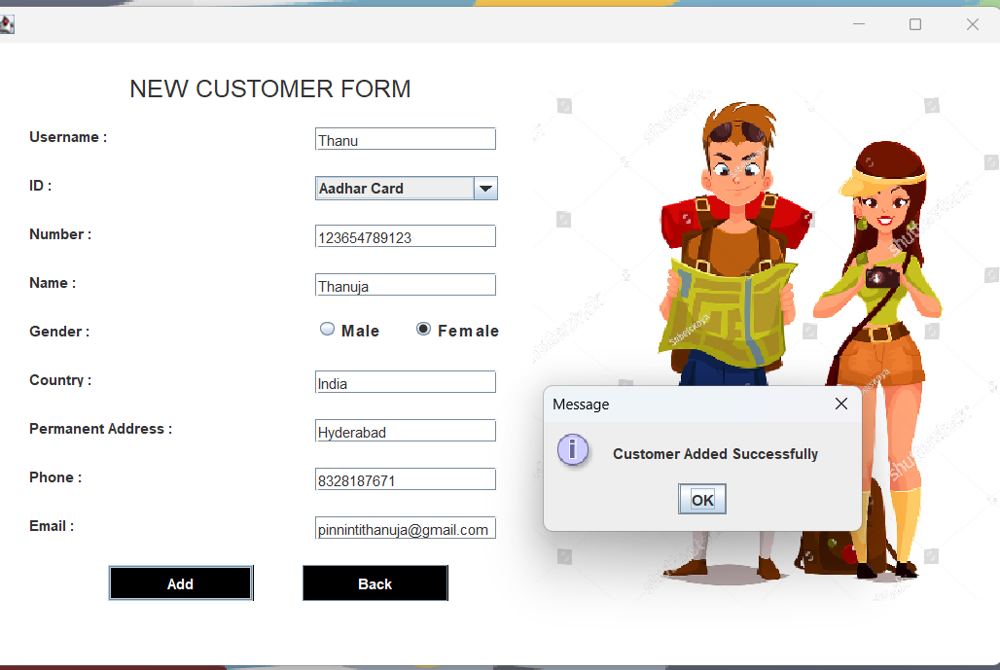 NEW CUSTOMER FORM
Username :
Thanu
ID :
Aadhar Card
Number :
123654789123
Name :
Thanuja
Gender :
Male
Female
Country :
India
Permanent Address :
Hyderabad
Phone :
8328187671
Email :
pinnintithanuja@gmail.com
Add
Back
Message
Customer Added Successfully
OK